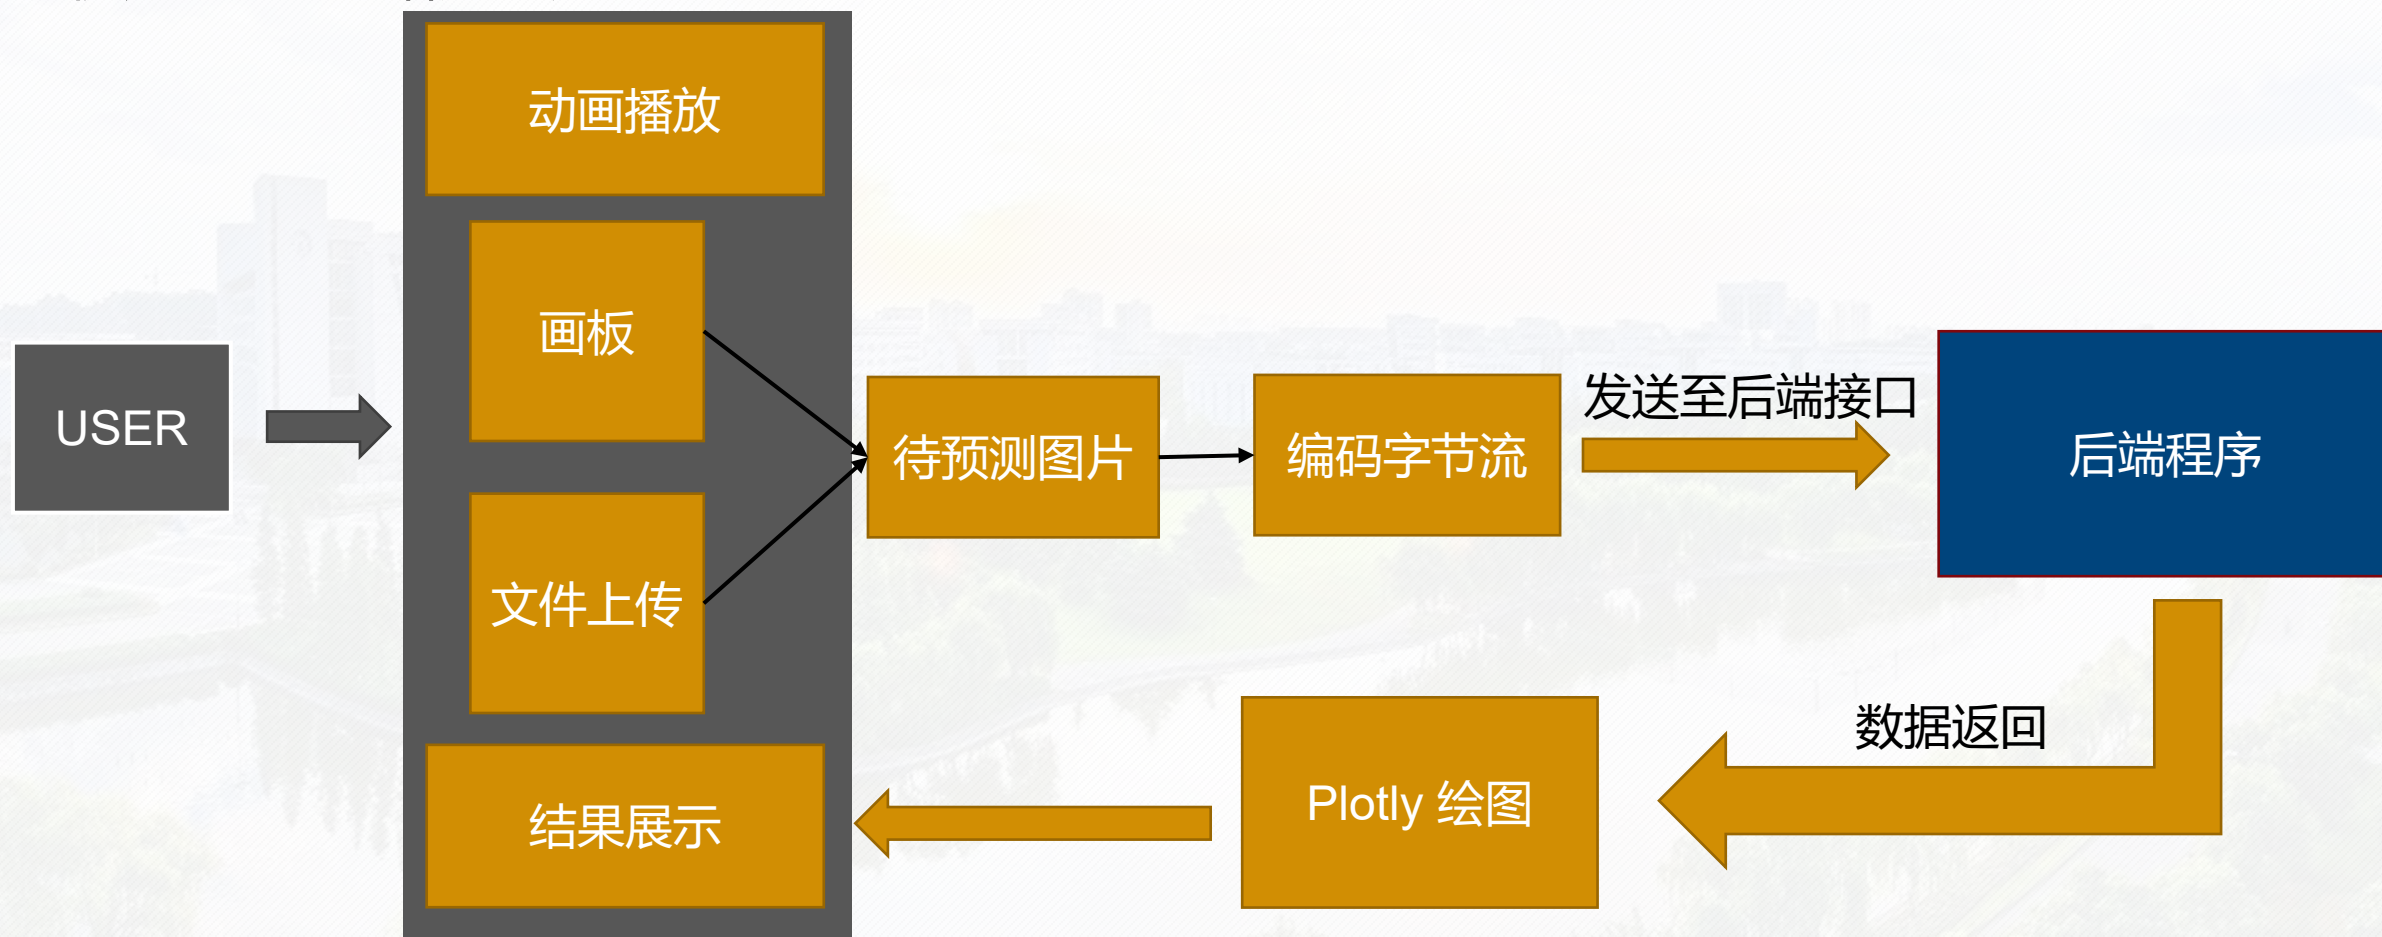 动画播放
画板
USER
待预测图片
编码字节流
发送至后端接口
后端程序
文件上传
数据返回
Plotly 绘图
结果展示